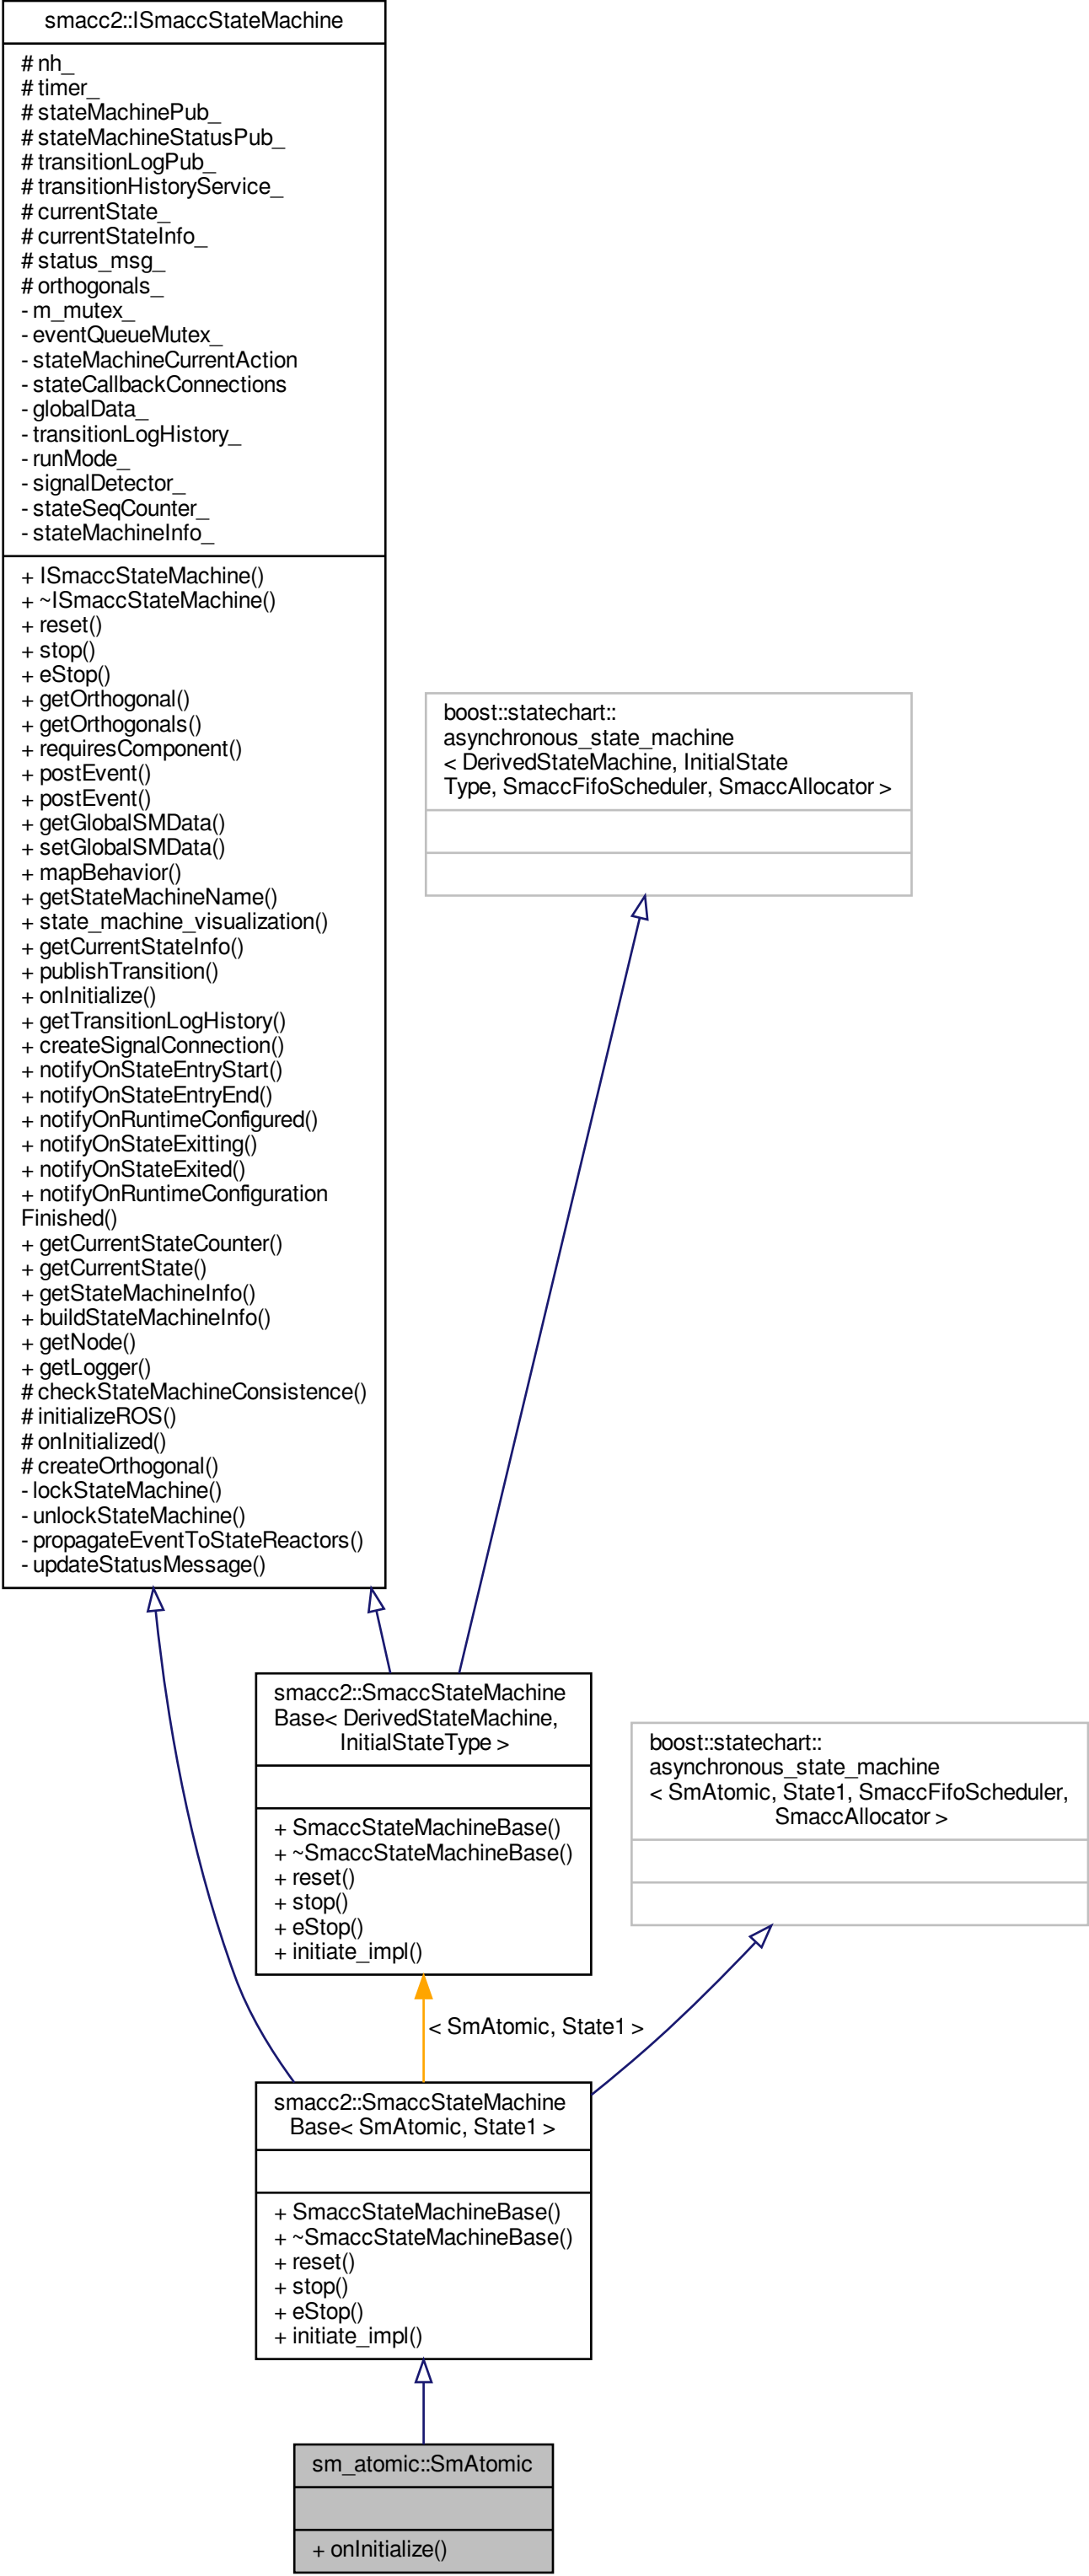 smacc2::ISmaccStateMachine
# nh_
# timer_
# stateMachinePub_
# stateMachineStatusPub_
# transitionLogPub_
# transitionHistoryService_
# currentState_
# currentStateInfo_
# status_msg_
# orthogonals_
- m_mutex_
- eventQueueMutex_
- stateMachineCurrentAction
- stateCallbackConnections
- globalData_
- transitionLogHistory_
- runMode_
- signalDetector_
- stateSeqCounter_
- stateMachineInfo_
+ ISmaccStateMachine()
+ ~ISmaccStateMachine()
+ reset()
+ stop()
+ eStop()
+ getOrthogonal()
+ getOrthogonals()
+ requiresComponent()
+ postEvent()
+ postEvent()
+ getGlobalSMData()
+ setGlobalSMData()
+ mapBehavior()
+ getStateMachineName()
+ state_machine_visualization()
+ getCurrentStateInfo()
+ publishTransition()
+ onInitialize()
+ getTransitionLogHistory()
+ createSignalConnection()
+ notifyOnStateEntryStart()
+ notifyOnStateEntryEnd()
+ notifyOnRuntimeConfigured()
+ notifyOnStateExitting()
+ notifyOnStateExited()
+ notifyOnRuntimeConfiguration
Finished()
+ getCurrentStateCounter()
+ getCurrentState()
+ getStateMachineInfo()
+ buildStateMachineInfo()
+ getNode()
+ getLogger()
# checkStateMachineConsistence()
# initializeROS()
# onInitialized()
# createOrthogonal()
- lockStateMachine()
- unlockStateMachine()
- propagateEventToStateReactors()
- updateStatusMessage()
boost::statechart::
asynchronous_state_machine
< DerivedStateMachine, InitialState
Type, SmaccFifoScheduler, SmaccAllocator >
smacc2::SmaccStateMachine
Base< DerivedStateMachine,
InitialStateType >
+ SmaccStateMachineBase()
+ ~SmaccStateMachineBase()
+ reset()
+ stop()
+ eStop()
+ initiate_impl()
boost::statechart::
asynchronous_state_machine
< SmAtomic, State1, SmaccFifoScheduler,
SmaccAllocator >
< SmAtomic, State1 >
smacc2::SmaccStateMachine
Base< SmAtomic, State1 >
+ SmaccStateMachineBase()
+ ~SmaccStateMachineBase()
+ reset()
+ stop()
+ eStop()
+ initiate_impl()
sm_atomic::SmAtomic
+ onInitialize()